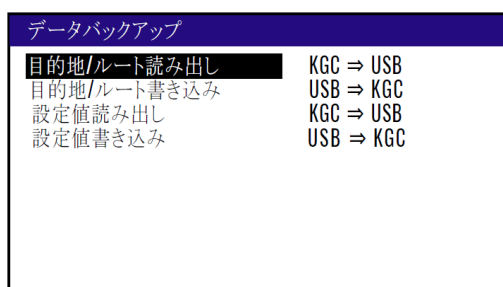 データバックアップ
目的地/ルート読み出し KGC ⇒ USB
目的地/ルート書き込み USB ⇒ KGC
設定値読み出し KGC ⇒ USB
設定値書き込み USB ⇒ KGC